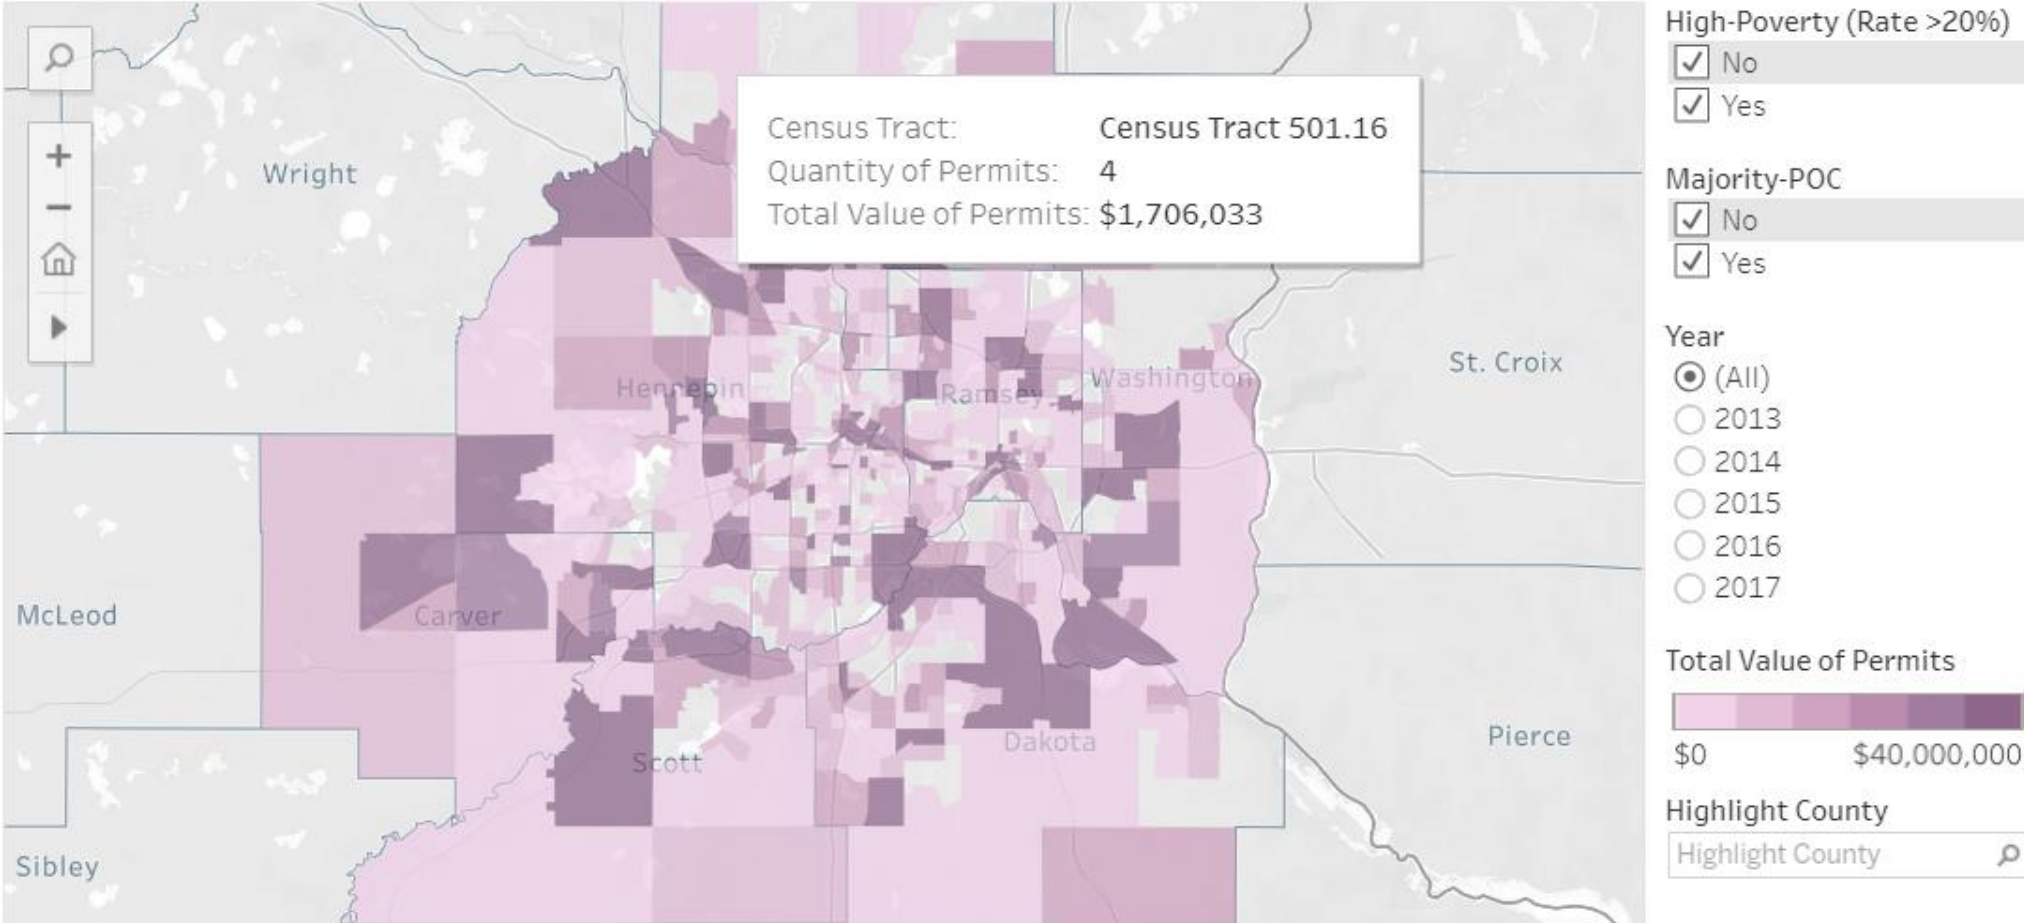 Wright
Hennepin
Ramsey
Washington
St. Croix
McLeod
Carver
Scott
Dakota
Pierce
Sibley
Census Tract: Census Tract 501.16
Quantity of Permits: 4
Total Value of Permits: $1,706,033
High-Poverty (Rate >20%)
No
Yes
Majority-POC
No
Yes
Year
(All)
2013
2014
2015
2016
2017
Total Value of Permits
$0 $40,000,000
Highlight County
Highlight County